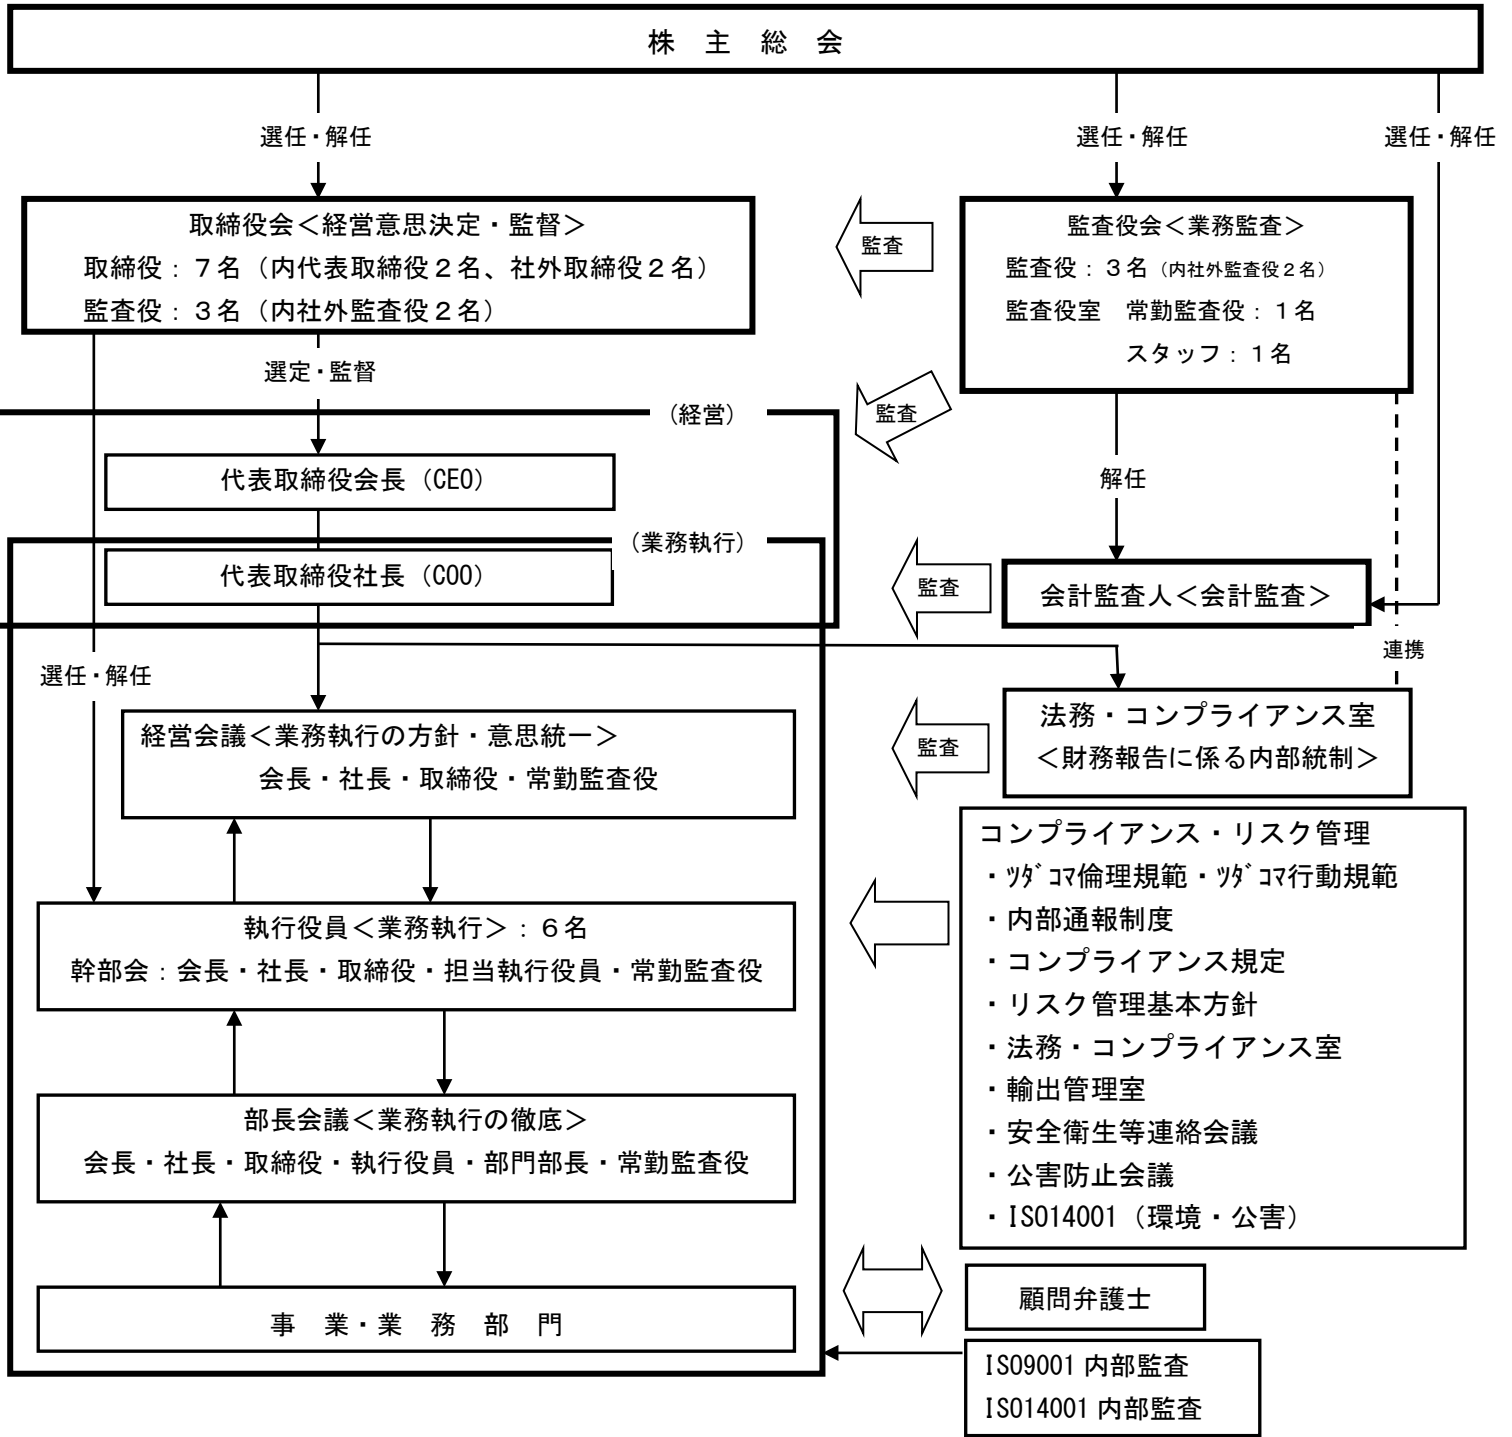 株　主　総　会
選任・解任
選任・解任
選任・解任
取締役会＜経営意思決定・監督＞
取締役：７名（内代表取締役２名、社外取締役２名）
監査役：３名（内社外監査役２名）
監査
監査役会＜業務監査＞
監査役：３名（内社外監査役２名）
監査役室　常勤監査役：１名
スタッフ：１名
選定・監督
監査
（経営）
代表取締役会長（CEO）
解任
（業務執行）
代表取締役社長（COO）
監査
会計監査人＜会計監査＞
連携
選任・解任
経営会議＜業務執行の方針・意思統一＞
会長・社長・取締役・常勤監査役
監査
法務・コンプライアンス室
＜財務報告に係る内部統制＞
コンプライアンス・リスク管理
・ﾂﾀﾞｺﾏ倫理規範・ﾂﾀﾞｺﾏ行動規範
・内部通報制度
・コンプライアンス規定
・リスク管理基本方針
・法務・コンプライアンス室
・輸出管理室
・安全衛生等連絡会議
・公害防止会議
・ISO14001（環境・公害）
執行役員＜業務執行＞：６名
幹部会：会長・社長・取締役・担当執行役員・常勤監査役
部長会議＜業務執行の徹底＞
会長・社長・取締役・執行役員・部門部長・常勤監査役
事　業・業　務　部　門
顧問弁護士
ISO9001 内部監査
ISO14001 内部監査